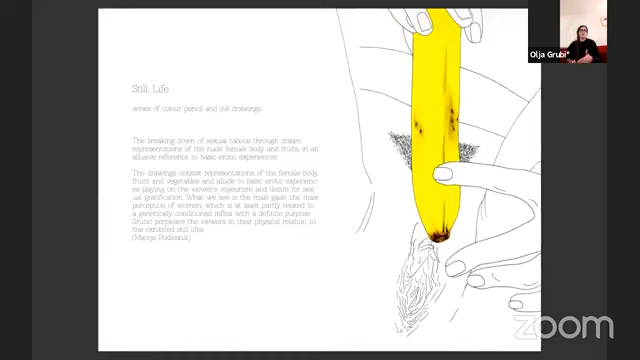 Still, Life
series of colour pencil and ink drawings
The breaking down of sexual taboos through drawn
representations of the nude female body and fruits, in an
allusive reference to basic erotic experiences.
The drawings consist representations of the female body,
fruits and vegetables and allude to basic erotic experienc-
es playing on the viewer's voyeurism and desire for sex-
ual gratification. What we see is the male gaze, the male
perception of women, which is at least partly related to
a genetically conditioned reflex with a definite purpose.
Grubić perplexes the viewers in their physical relation to
the exhibited still lifes.
(Mateja Podlesnik)
Olja Grubi*
zoom